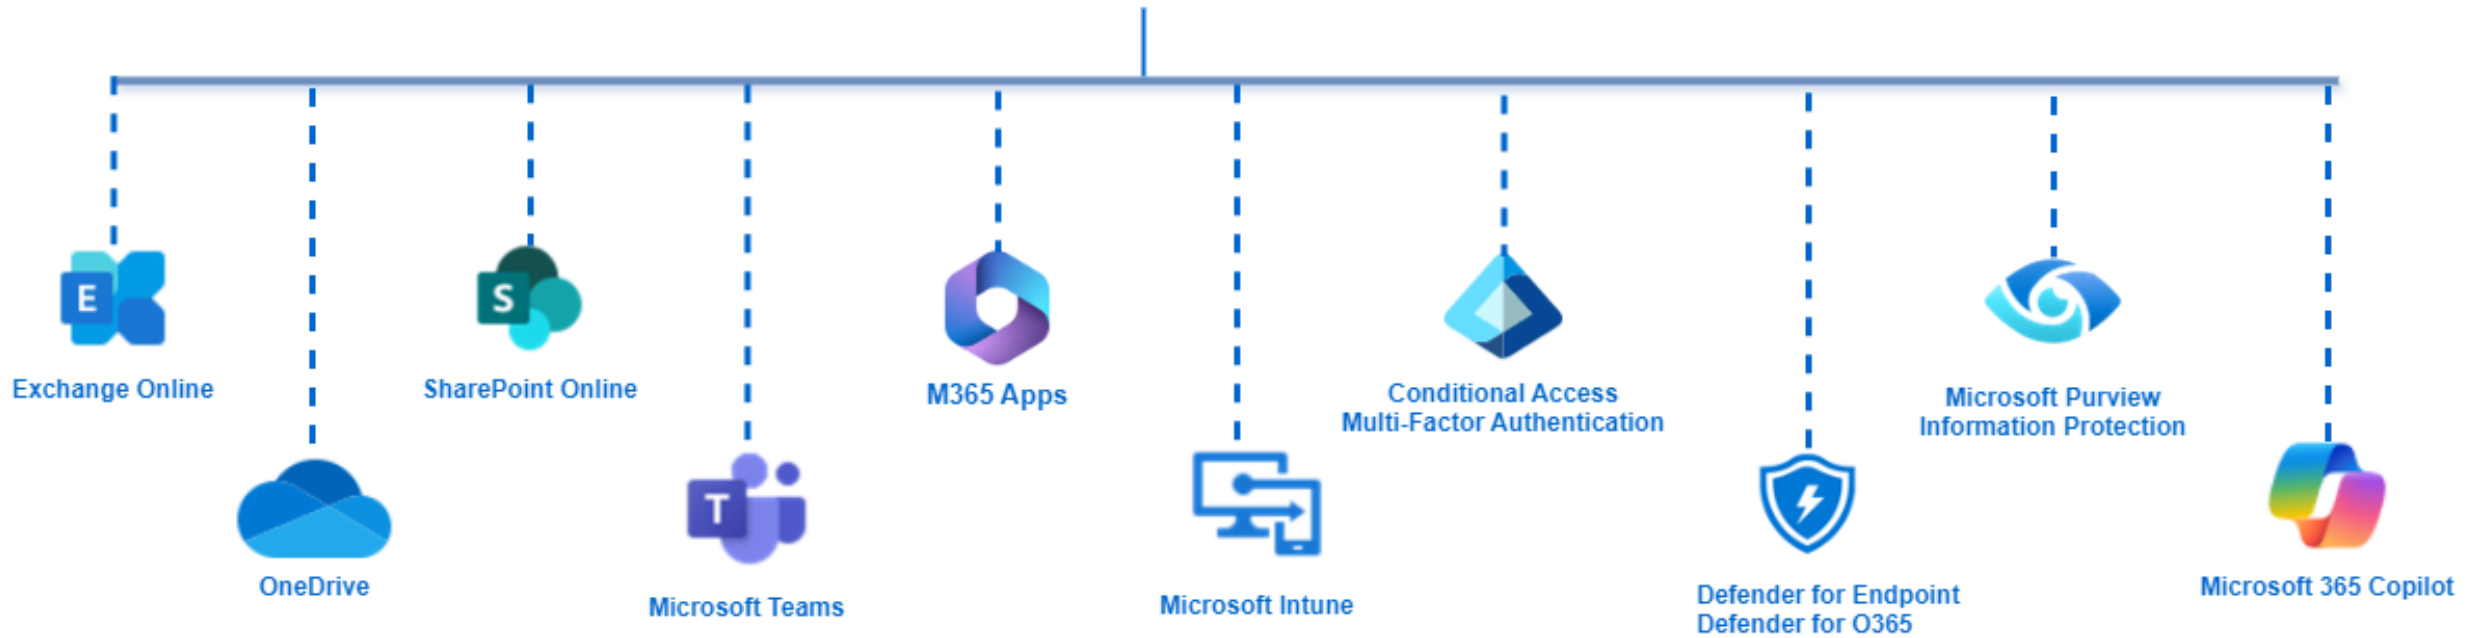 E
Exchange Online
OneDrive
S
SharePoint Online
T
Microsoft Teams
M365 Apps
Microsoft Intune
Conditional Access
Multi-Factor Authentication
Defender for Endpoint
Defender for O365
Microsoft Purview
Information Protection
Microsoft 365 Copilot